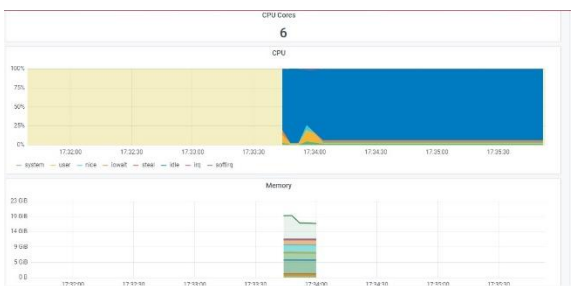 CPU Cores
6
CPU
100%
75%
50%
25%
0%
17:32:00 17:32:30 17:33:00 17:33:30 17:34:00 17:34:30 17:35:00 17:35:30
system user nice iowait steal idle irq softirq
Memory
23 GiB
19 GiB
14 GiB
9 GiB
5 GiB
0 B
17:32:00 17:32:30 17:33:00 17:33:30 17:34:00 17:34:30 17:35:00 17:35:30